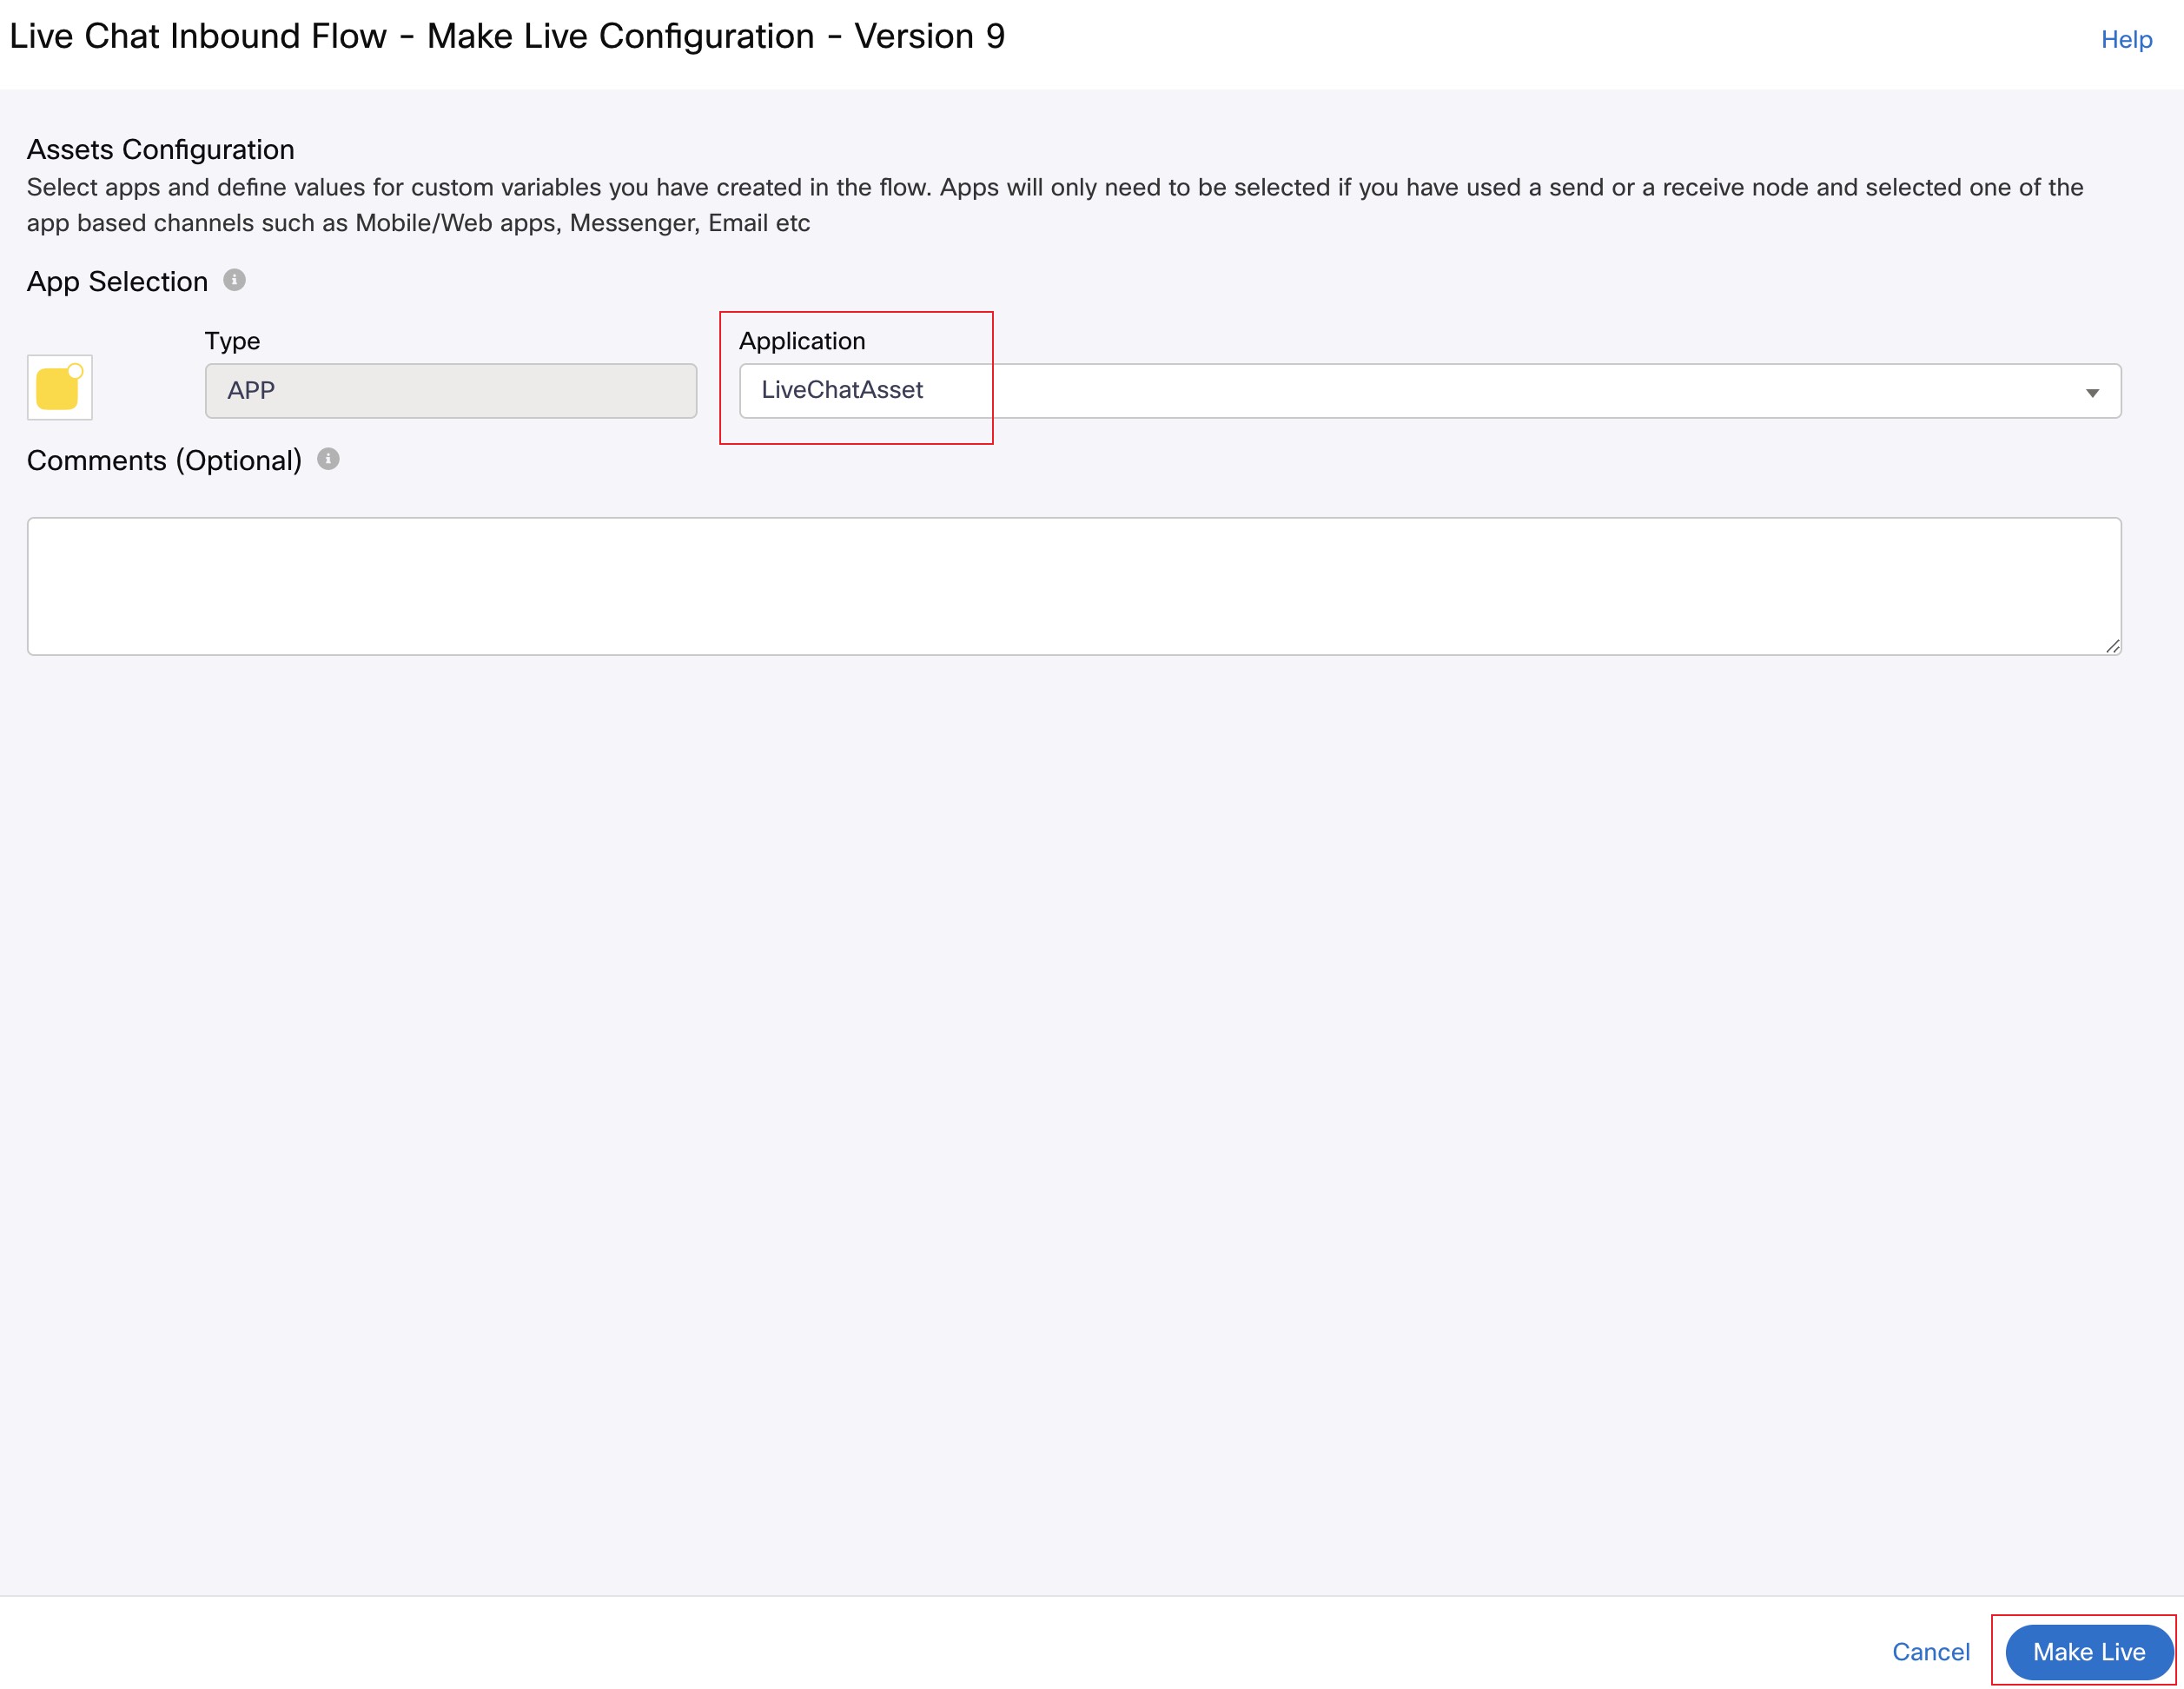 Live Chat Inbound Flow - Make Live Configuration - Version 9
Help
Assets Configuration
Select apps and define values for custom variables you have created in the flow. Apps will only need to be selected if you have used a send or a receive node and selected one of the
app based channels such as Mobile/Web apps, Messenger, Email etc
App Selection
Type
Application
APP
LiveChatAsset
Comments (Optional)
Cancel
Make Live